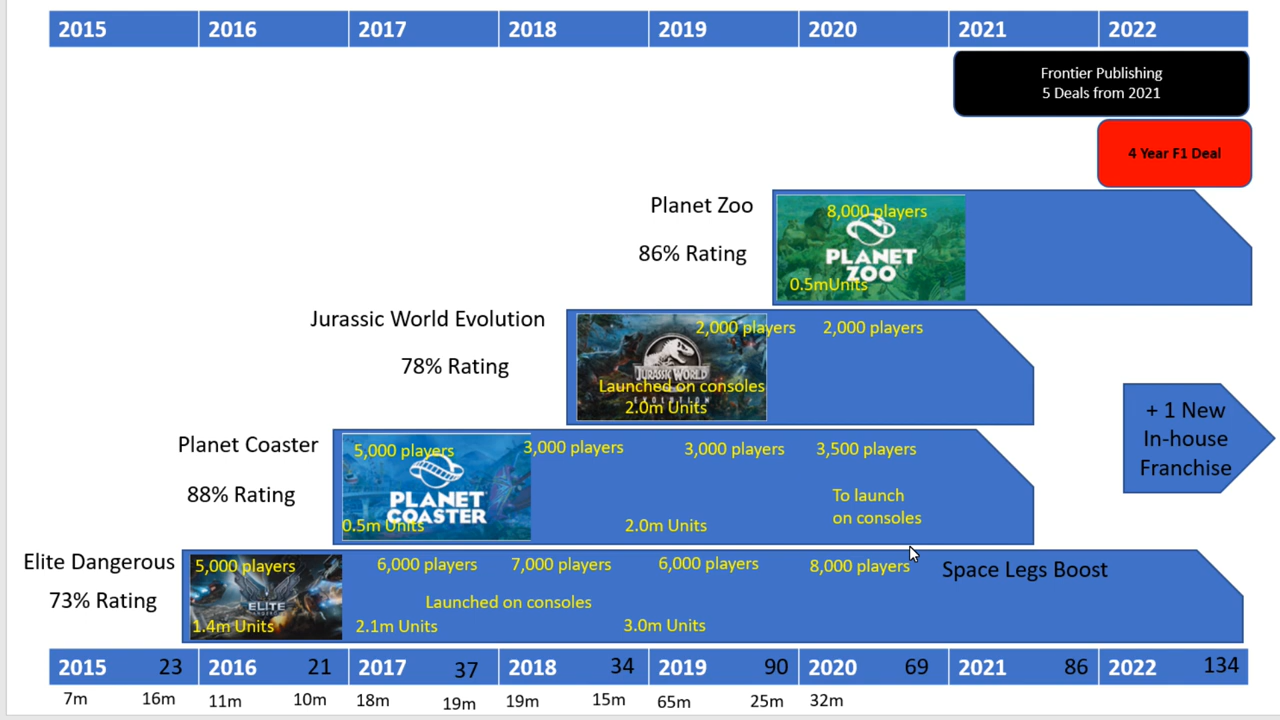 2015 2016 2017 2018 2019 2020 2021 2022
Frontier Publishing
5 Deals from 2021
4 Year F1 Deal
Planet Zoo
86% Rating
8,000 players
PLANET
ZOO
0.5mUnits
Jurassic World Evolution
78% Rating
2,000 players 2,000 players
JURASSIC WORLD
EVOLUTION
Launched on consoles
2.0m Units
+ 1 New
In-house
Franchise
Planet Coaster
88% Rating
5,000 players 3,000 players 3,000 players 3,500 players
PLANET
COASTER
To launch
on consoles
0.5m Units 2.0m Units
Elite Dangerous
73% Rating
5,000 players 6,000 players 7,000 players 6,000 players 8,000 players Space Legs Boost
ELITE
Launched on consoles
1.4m Units 2.1m Units 3.0m Units
2015 23 2016 21 2017 37 2018 34 2019 90 2020 69 2021 86 2022 134
7m 16m 11m 10m 18m 19m 19m 15m 65m 25m 32m